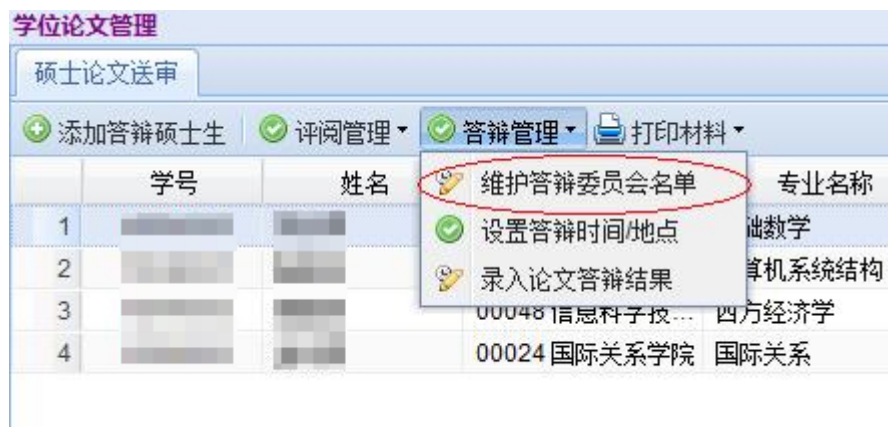 学位论文管理
硕士论文送审
添加答辩硕士生 评阅管理 答辩管理 打印材料
学号 姓名 维护答辩委员会名单 专业名称
1 础数学
设置答辩时间/地点
2 算机系统结构
录入论文答辩结果
3 00048 信息科学技... 西方经济学
4 00024 国际关系学院 国际关系